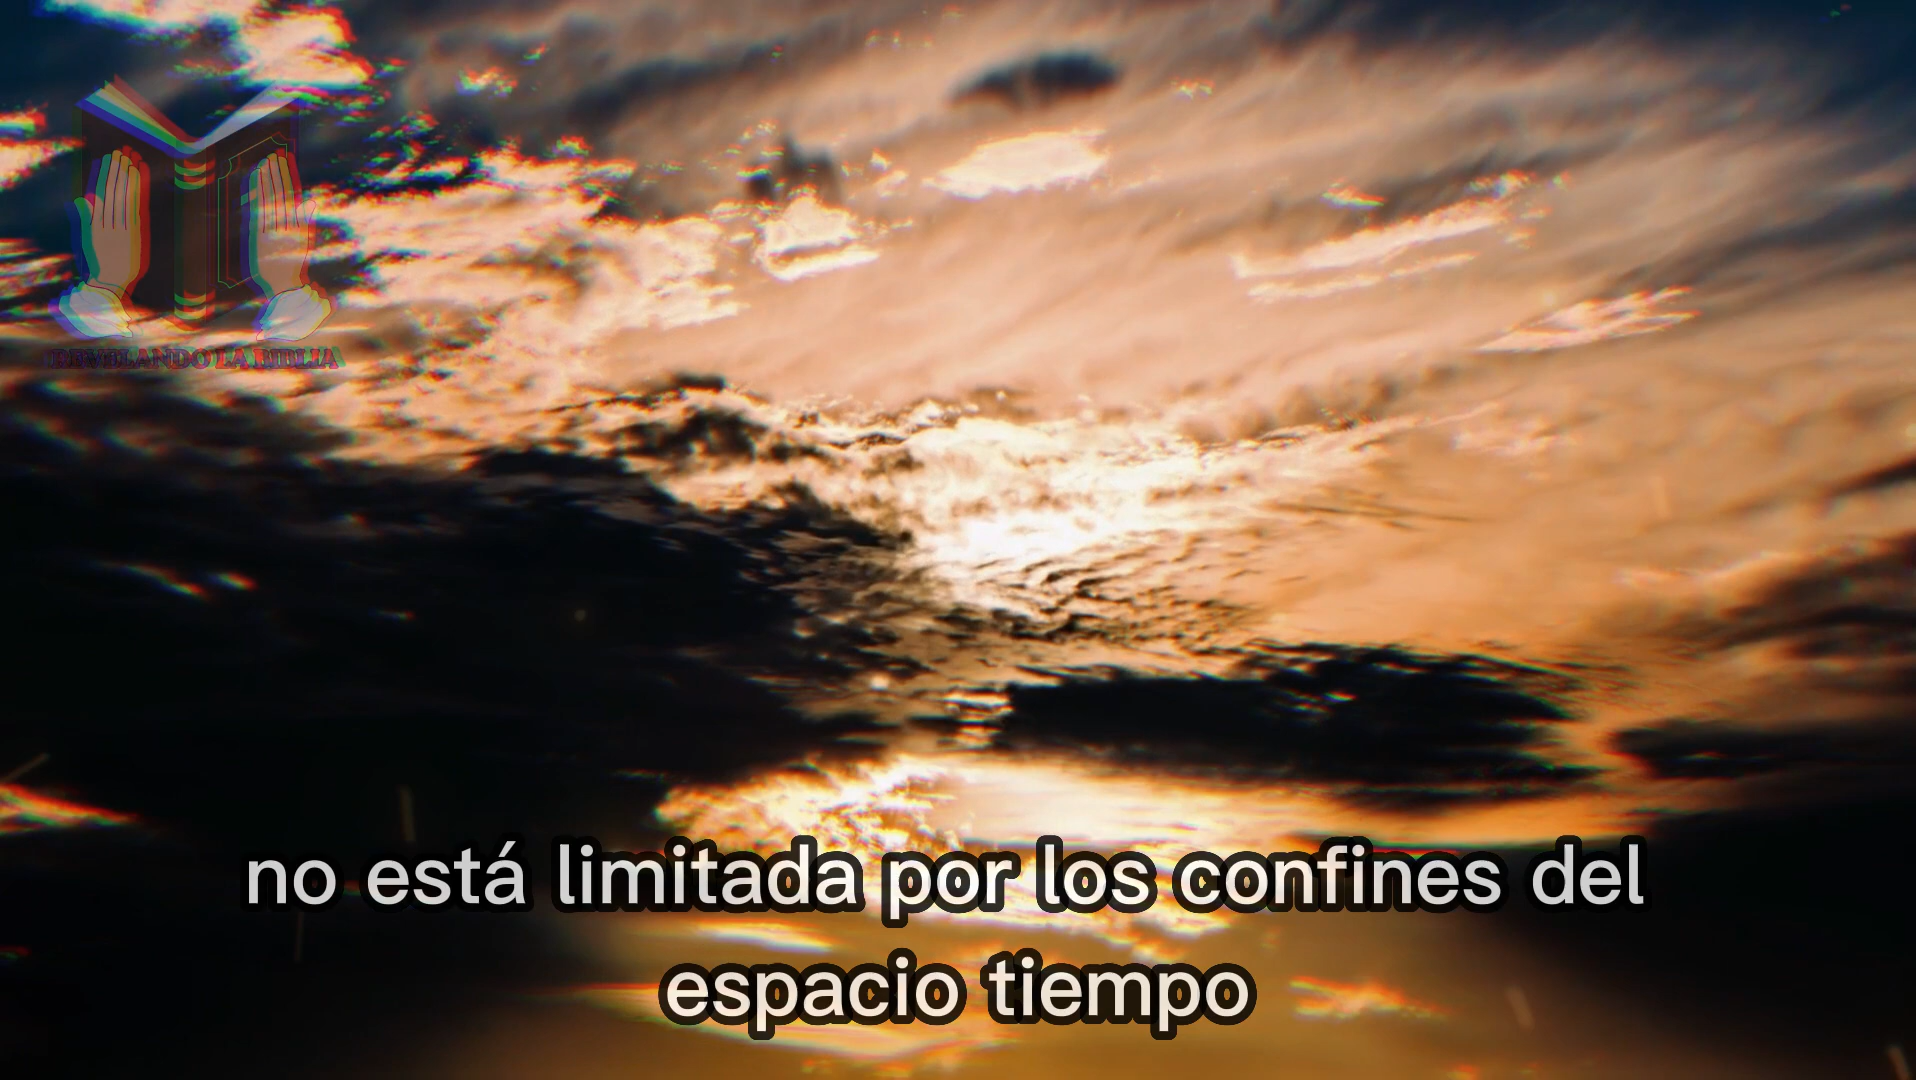 REVELANDO LA BIBLIA
no está limitada por los confines del
espacio tiempo